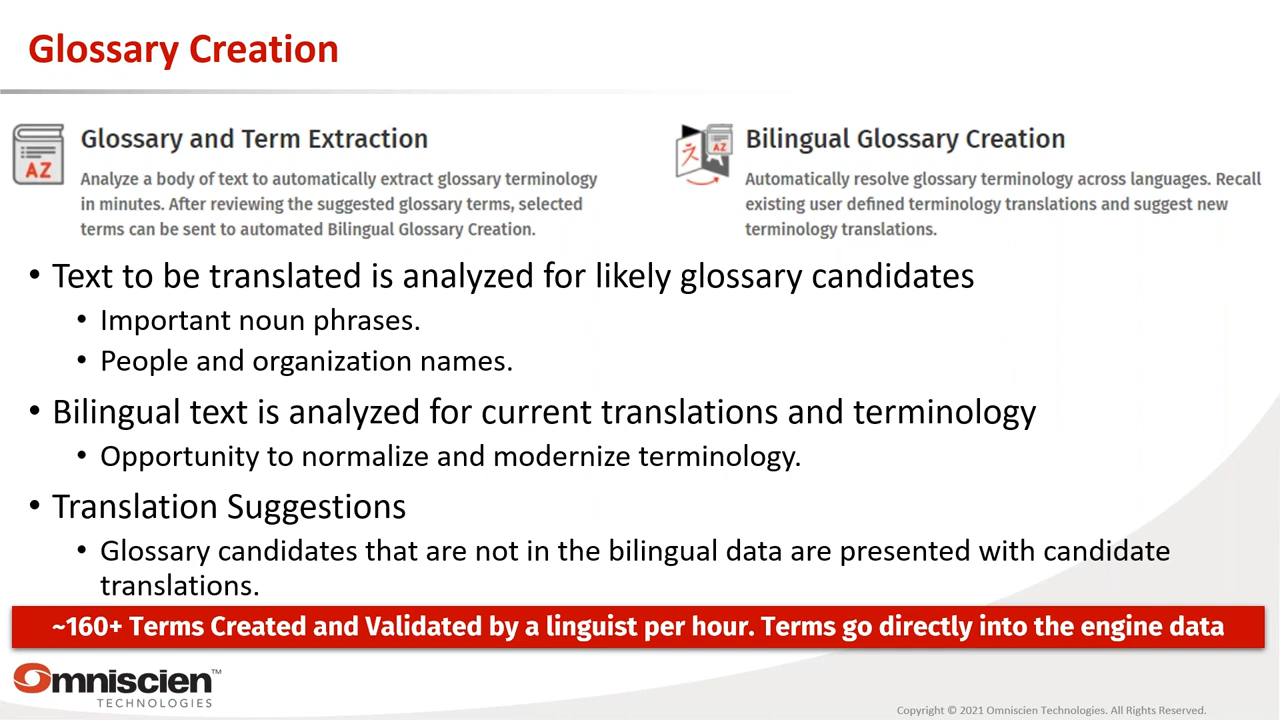 Glossary Creation
Glossary and Term Extraction
Analyze a body of text to automatically extract glossary terminology
in minutes. After reviewing the suggested glossary terms, selected
terms can be sent to automated Bilingual Glossary Creation.
Bilingual Glossary Creation
Automatically resolve glossary terminology across languages. Recall
existing user defined terminology translations and suggest new
terminology translations.
AZ
AZ
• Text to be translated is analyzed for likely glossary candidates
• Important noun phrases.
• People and organization names.
• Bilingual text is analyzed for current translations and terminology
• Opportunity to normalize and modernize terminology.
• Translation Suggestions
• Glossary candidates that are not in the bilingual data are presented with candidate
translations.
~160+ Terms Created and Validated by a linguist per hour. Terms go directly into the engine data
Omniscien™
TECHNOLOGIES
Copyright © 2021 Omniscien Technologies. All Rights Reserved.